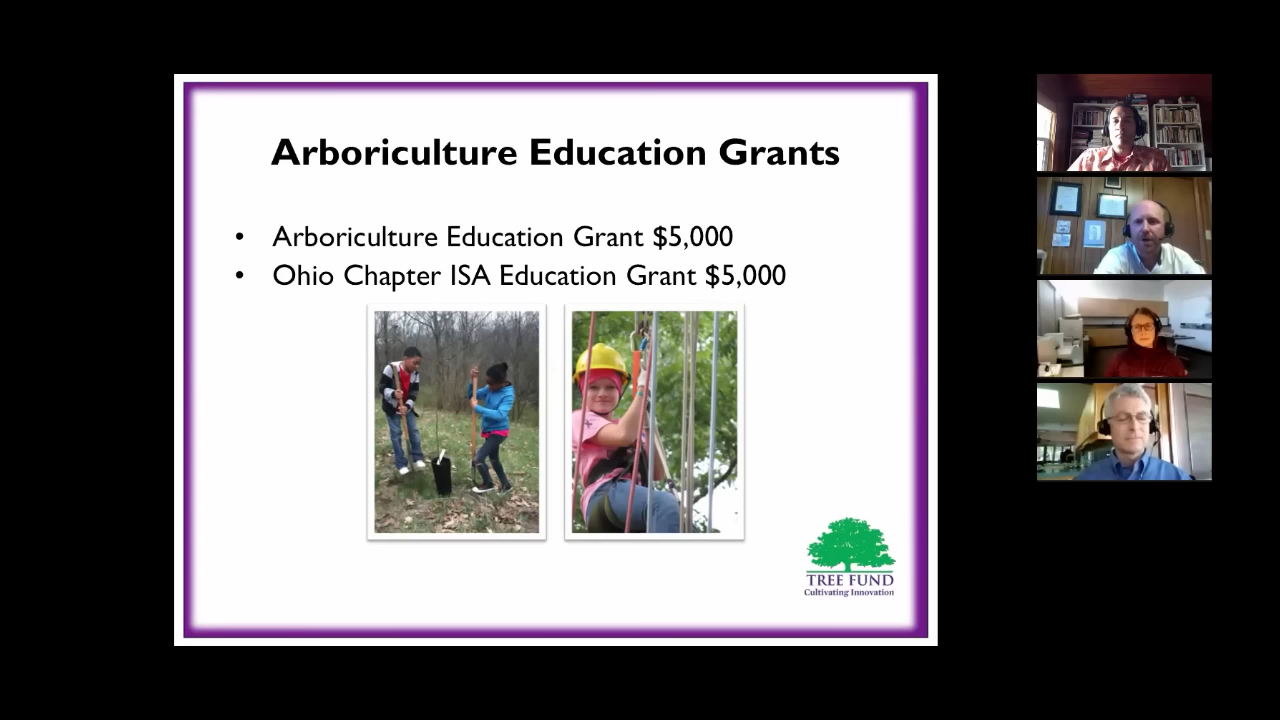 Arboriculture Education Grants
• Arboriculture Education Grant $5,000
• Ohio Chapter ISA Education Grant $5,000
TREE FUND
Cultivating Innovation